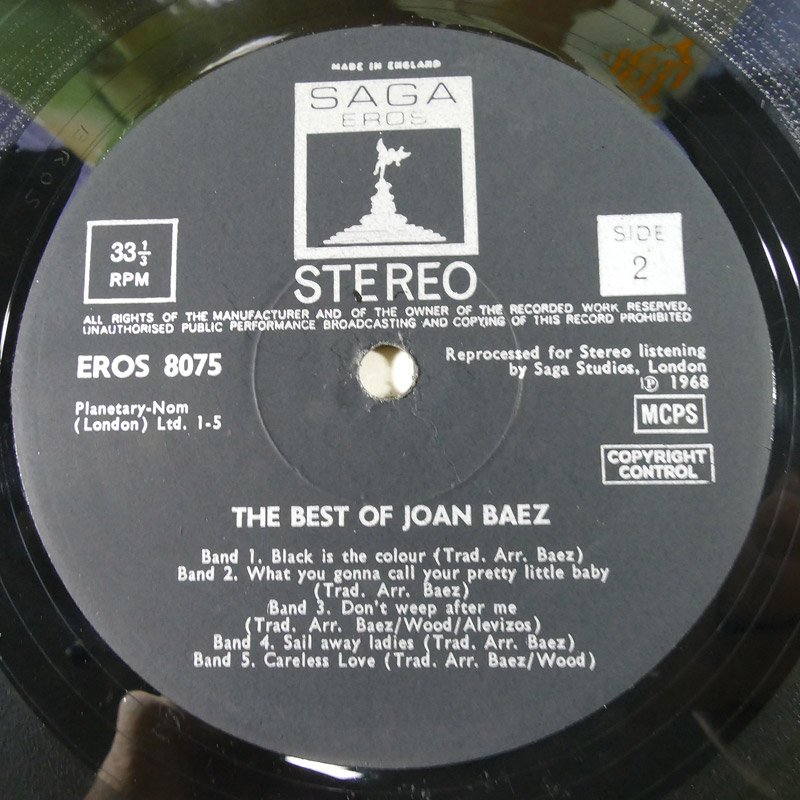 MADE IN ENGLAND
SAGA
EROS
33 1/3
RPM
SIDE
2
STEREO
ALL RIGHTS OF THE MANUFACTURER AND OF THE OWNER OF THE RECORDED WORK RESERVED.
UNAUTHORISED PUBLIC PERFORMANCE BROADCASTING AND COPYING OF THIS RECORD PROHIBITED
EROS 8075
Reprocessed for Stereo listening
by Saga Studios, London
℗ 1968
Planetary-Nom
(London) Ltd. 1-5
MCPS
COPYRIGHT
CONTROL
THE BEST OF JOAN BAEZ
Band 1. Black is the colour (Trad. Arr. Baez)
Band 2. What you gonna call your pretty little baby
(Trad. Arr. Baez)
Band 3. Don't weep after me
(Trad. Arr. Baez/Wood/Alevizos)
Band 4. Sail away ladies (Trad. Arr. Baez)
Band 5. Careless Love (Trad. Arr. Baez/Wood)